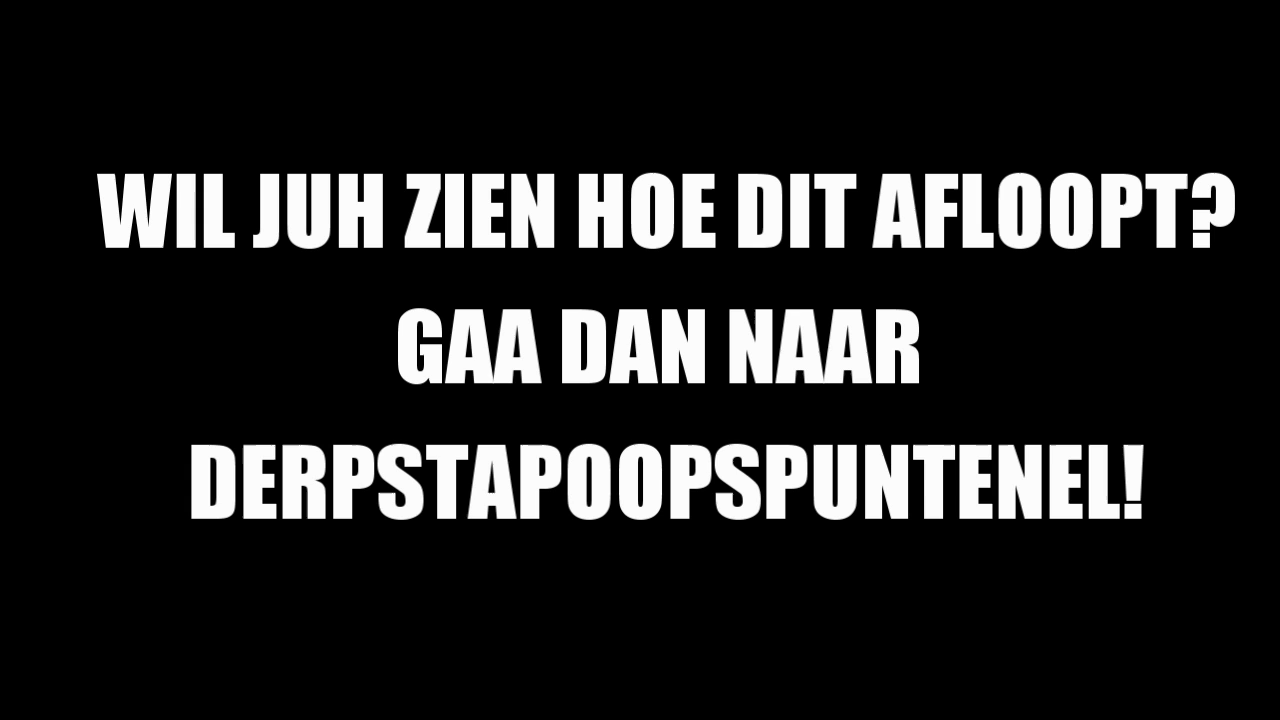 WIL JUH ZIEN HOE DIT AFLOOPT?
GAA DAN NAAR
DERPSTAPOOPSPUNTENEL!